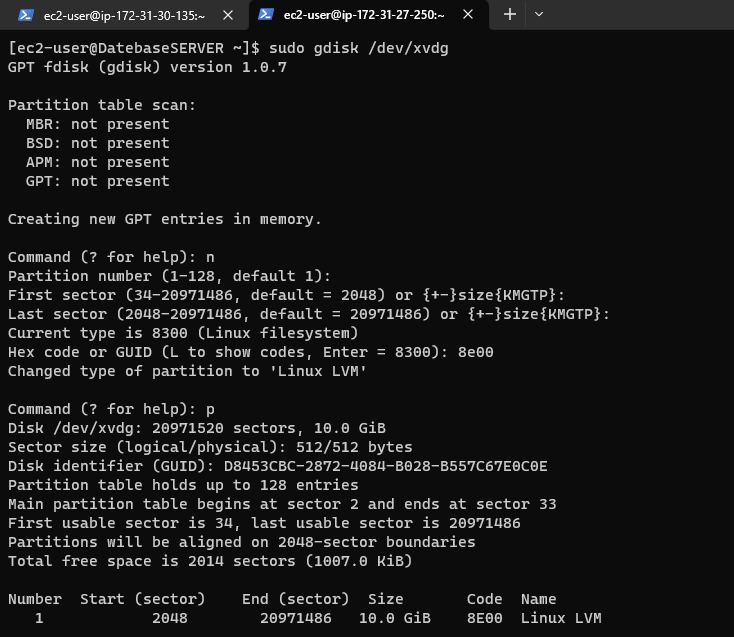 ec2-user@ip-172-31-30-135:~
ec2-user@ip-172-31-27-250:~
[ec2-user@DatebaseSERVER ~]$ sudo gdisk /dev/xvdg
GPT fdisk (gdisk) version 1.0.7
Partition table scan:
MBR: not present
BSD: not present
APM: not present
GPT: not present
Creating new GPT entries in memory.
Command (? for help): n
Partition number (1-128, default 1):
First sector (34-20971486, default = 2048) or {+-}size{KMGTP}:
Last sector (2048-20971486, default = 20971486) or {+-}size{KMGTP}:
Current type is 8300 (Linux filesystem)
Hex code or GUID (L to show codes, Enter = 8300): 8e00
Changed type of partition to 'Linux LVM'
Command (? for help): p
Disk /dev/xvdg: 20971520 sectors, 10.0 GiB
Sector size (logical/physical): 512/512 bytes
Disk identifier (GUID): D8453CBC-2872-4084-B028-B557C67E0C0E
Partition table holds up to 128 entries
Main partition table begins at sector 2 and ends at sector 33
First usable sector is 34, last usable sector is 20971486
Partitions will be aligned on 2048-sector boundaries
Total free space is 2014 sectors (1007.0 KiB)
Number  Start (sector)    End (sector)  Size       Code  Name
1            2048        20971486   10.0 GiB    8E00  Linux LVM